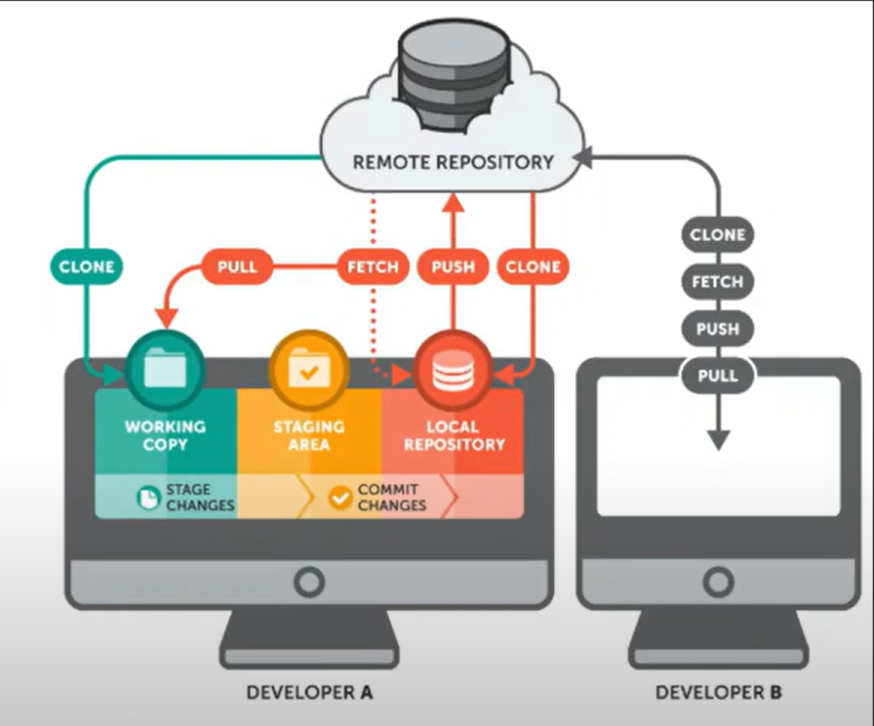 REMOTE REPOSITORY
CLONE
PULL
FETCH
PUSH
CLONE
CLONE
FETCH
PUSH
PULL
WORKING
COPY
STAGING
AREA
LOCAL
REPOSITORY
STAGE
CHANGES
COMMIT
CHANGES
DEVELOPER A
DEVELOPER B